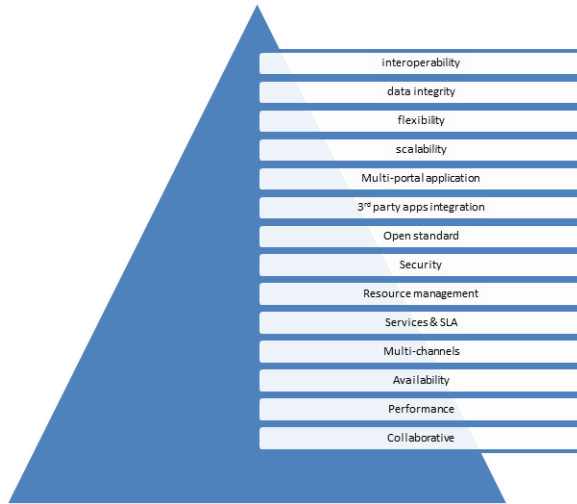 interoperability
data integrity
flexibility
scalability
Multi-portal application
3rd party apps integration
Open standard
Security
Resource management
Services & SLA
Multi-channels
Availability
Performance
Collaborative